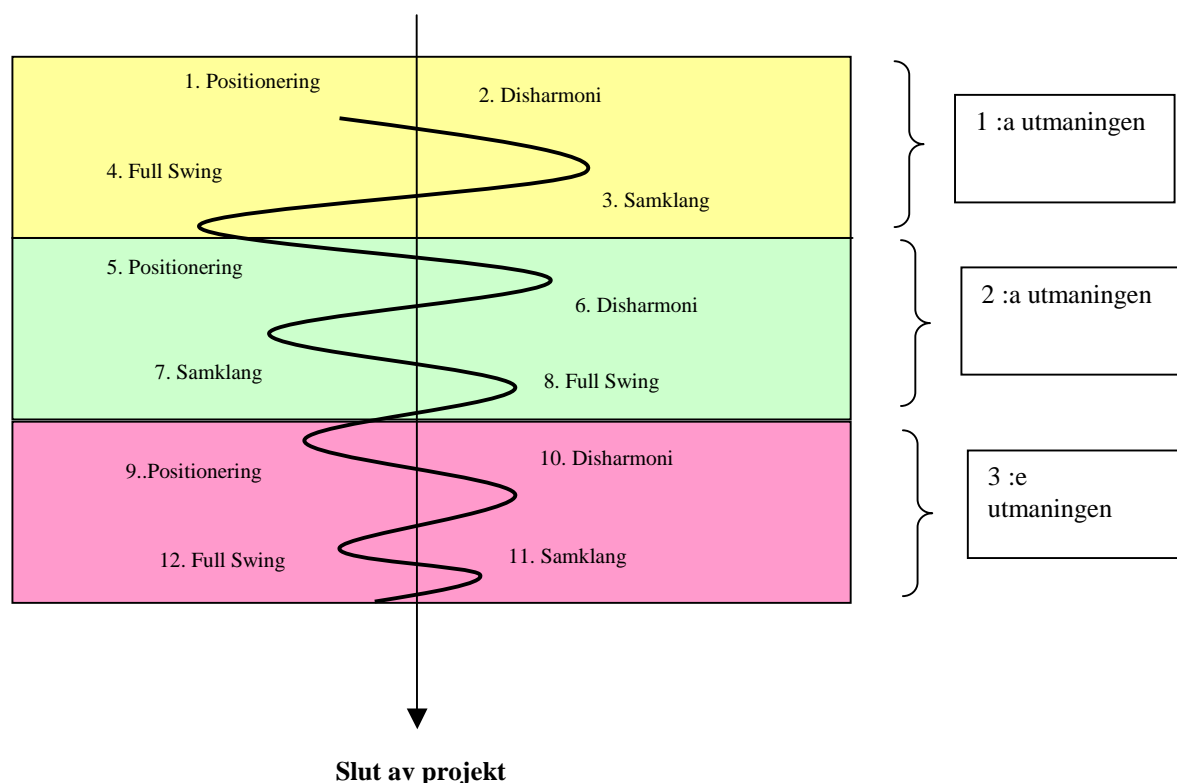 1. Positionering
2. Disharmoni
4. Full Swing
3. Samklang
1 :a utmaningen
5. Positionering
6. Disharmoni
7. Samklang
8. Full Swing
2 :a utmaningen
9..Positionering
10. Disharmoni
12. Full Swing
11. Samklang
3 :e
utmaningen
Slut av projekt